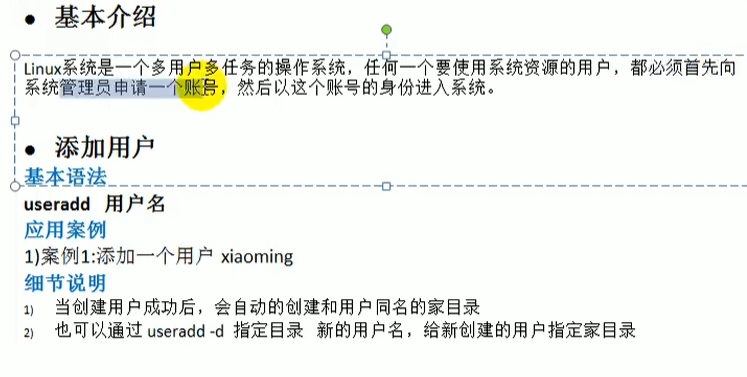 ● 基本介绍
Linux系统是一个多用户多任务的操作系统，任何一个要使用系统资源的用户，都必须首先向
系统管理员申请一个账号，然后以这个账号的身份进入系统。
● 添加用户
基本语法
useradd 用户名
应用案例
1)案例1:添加一个用户 xiaoming
细节说明
1) 当创建用户成功后，会自动的创建和用户同名的家目录
2) 也可以通过 useradd -d 指定目录 新的用户名，给新创建的用户指定家目录